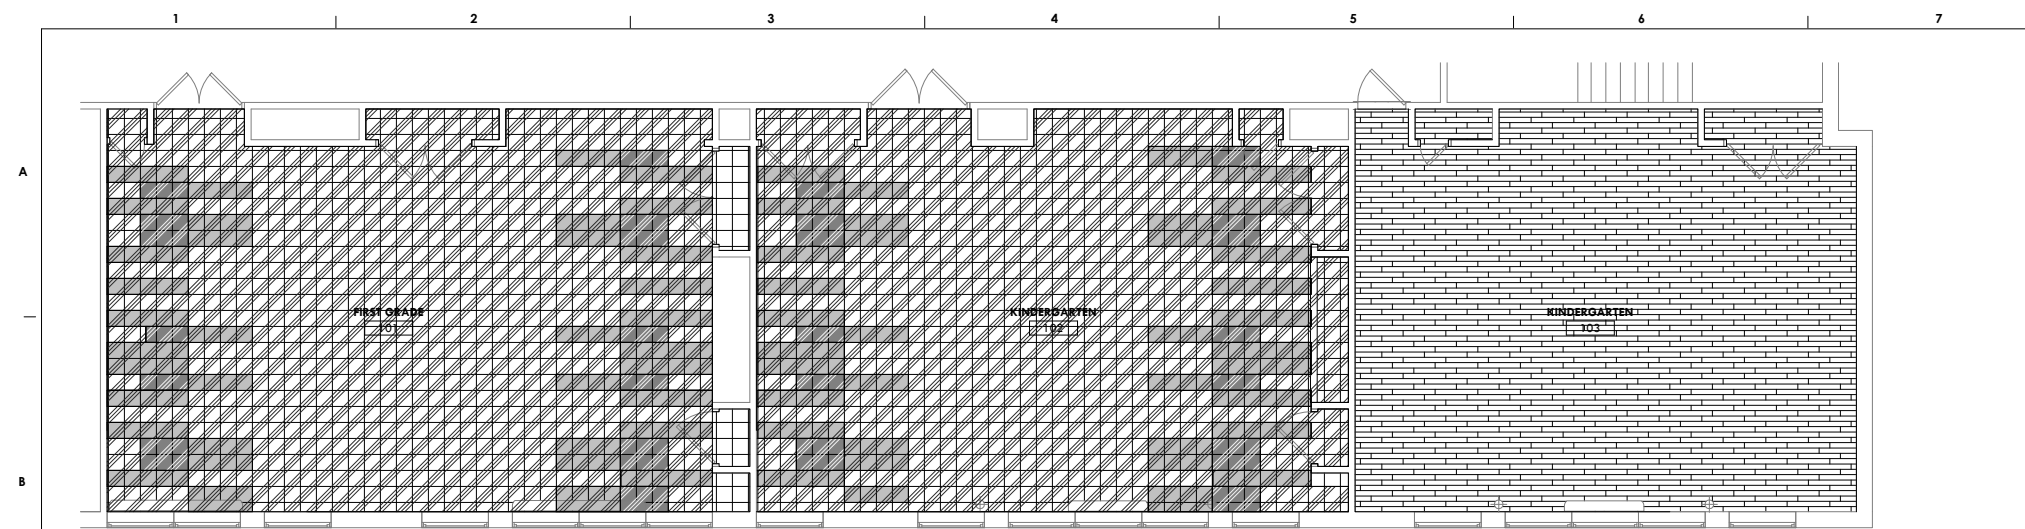 1 2 3 4 5 6 7
A
FIRST GRADE
101
KINDERGARTEN
102
KINDERGARTEN
103
B